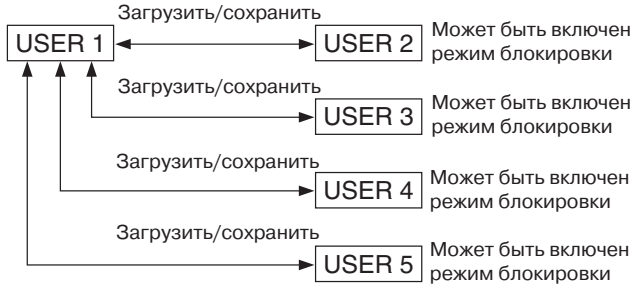 Загрузить/сохранить
USER 1
USER 2
Может быть включен
режим блокировки
Загрузить/сохранить
USER 3
Может быть включен
режим блокировки
Загрузить/сохранить
USER 4
Может быть включен
режим блокировки
Загрузить/сохранить
USER 5
Может быть включен
режим блокировки